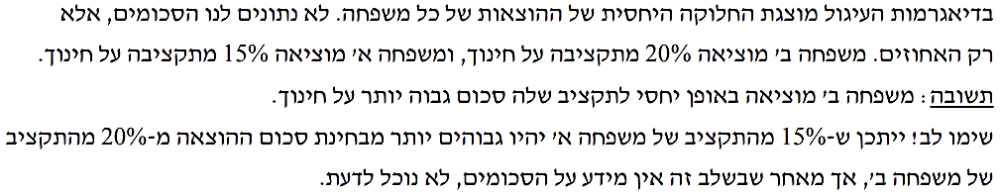 בדיאגרמות העיגול מוצגת החלוקה היחסית של ההוצאות של כל משפחה. לא נתונים לנו הסכומים, אלא
רק האחוזים. משפחה ב׳ מוציאה 20% מתקציבה על חינוך, ומשפחה א׳ מוציאה 15% מתקציבה על חינוך.
תשובה: משפחה ב׳ מוציאה באופן יחסי לתקציב שלה סכום גבוה יותר על חינוך.
שימו לב! ייתכן ש-15% מהתקציב של משפחה א׳ יהיו גבוהים יותר מבחינת סכום ההוצאה מ-20% מהתקציב
של משפחה ב׳, אך מאחר שבשלב זה אין מידע על הסכומים, לא נוכל לדעת.